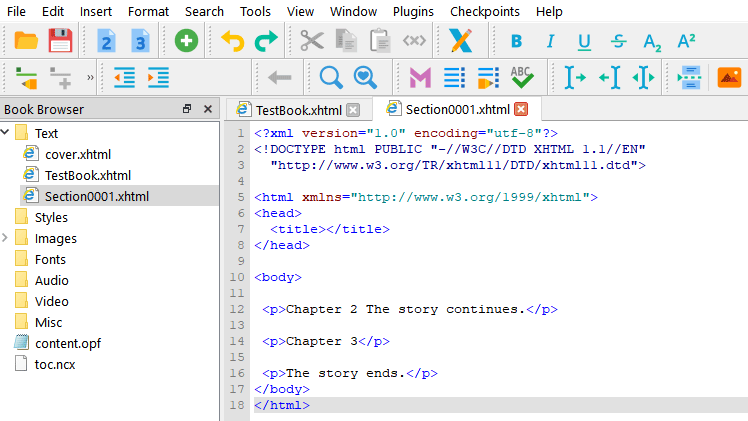 File Edit Insert Format Search Tools View Window Plugins Checkpoints Help
2 3 B I U S A2 A2
M ABC
Book Browser
TestBook.xhtml Section0001.xhtml
Text
cover.xhtml
TestBook.xhtml
Section0001.xhtml
Styles
Images
Fonts
Audio
Video
Misc
content.opf
toc.ncx
1 <?xml version="1.0" encoding="utf-8"?>
2 <!DOCTYPE html PUBLIC "-//W3C//DTD XHTML 1.1//EN"
3 "http://www.w3.org/TR/xhtml11/DTD/xhtml11.dtd">
4
5 <html xmlns="http://www.w3.org/1999/xhtml">
6 <head>
7 <title></title>
8 </head>
9
10 <body>
11
12 <p>Chapter 2 The story continues.</p>
13
14 <p>Chapter 3</p>
15
16 <p>The story ends.</p>
17 </body>
18 </html>